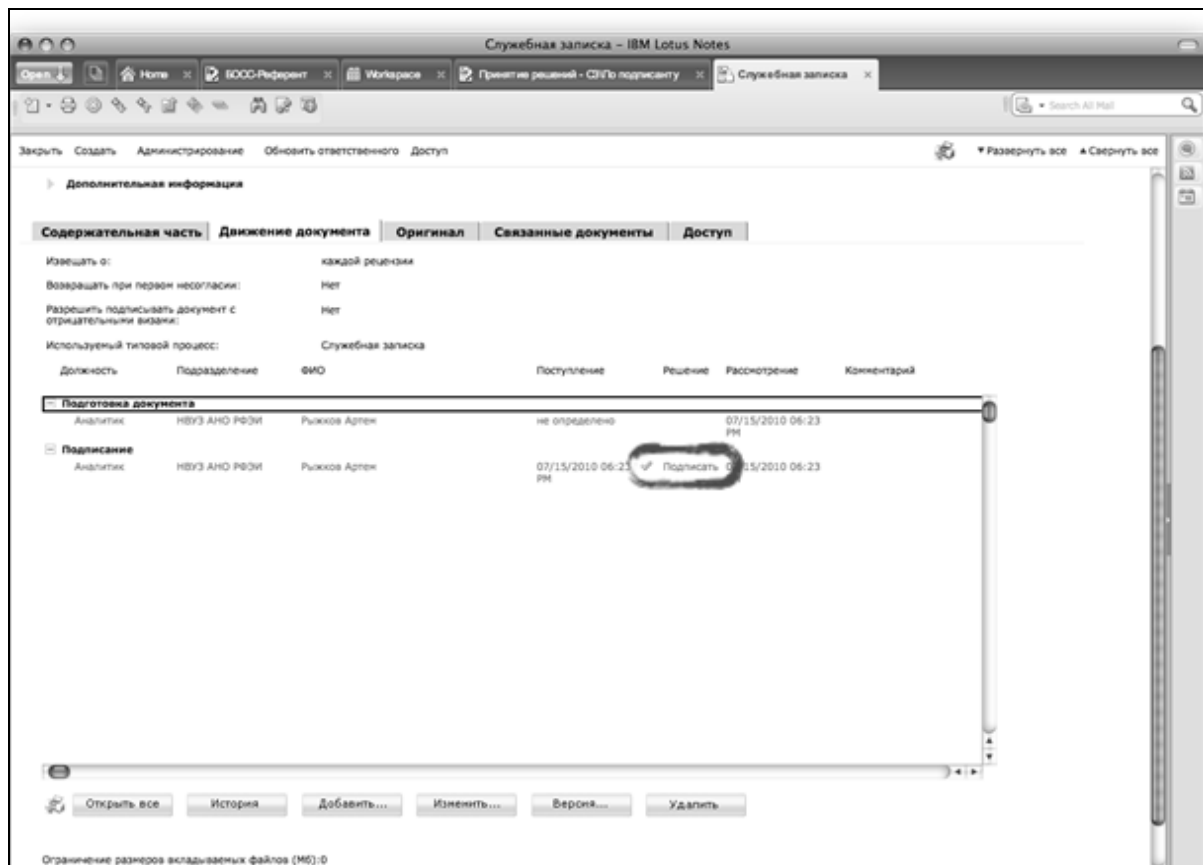 Служебная записка – IBM Lotus Notes
Open Home БОСС-Референт Workspace Принятие решений - СЗ\По подписанту Служебная записка
Search All Mail
Закрыть Создать Администрирование Обновить ответственного Доступ Развернуть все Свернуть все
Дополнительная информация
Содержательная часть Движение документа Оригинал Связанные документы Доступ
Извещать о: каждой рецензии
Возвращать при первом несогласии: Нет
Разрешить подписывать документ с Нет
отрицательными визами:
Используемый типовой процесс: Служебная записка
Должность Подразделение ФИО Поступление Решение Рассмотрение Комментарий
Подготовка документа
Аналитик НВУЗ АНО РФЭИ Рыжков Артем не определено 07/15/2010 06:23
PM
Подписание
Аналитик НВУЗ АНО РФЭИ Рыжков Артем 07/15/2010 06:23 Подписать 07/15/2010 06:23
PM
Открыть все История Добавить... Изменить... Версия... Удалить
Ограничение размеров вкладываемых файлов (Мб):0